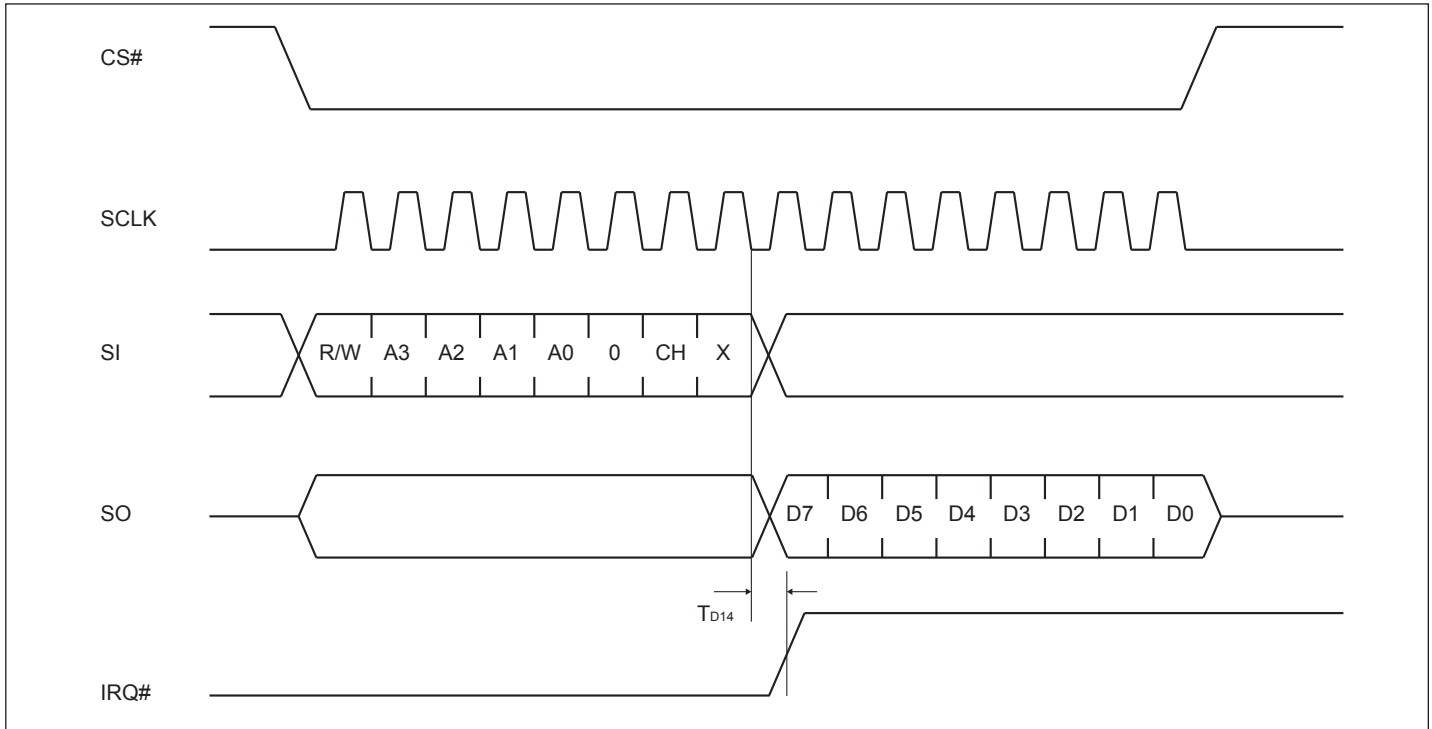 CS#
SCLK
SI
R/W A3 A2 A1 A0 0 CH X
SO
D7 D6 D5 D4 D3 D2 D1 D0
TD14
IRQ#